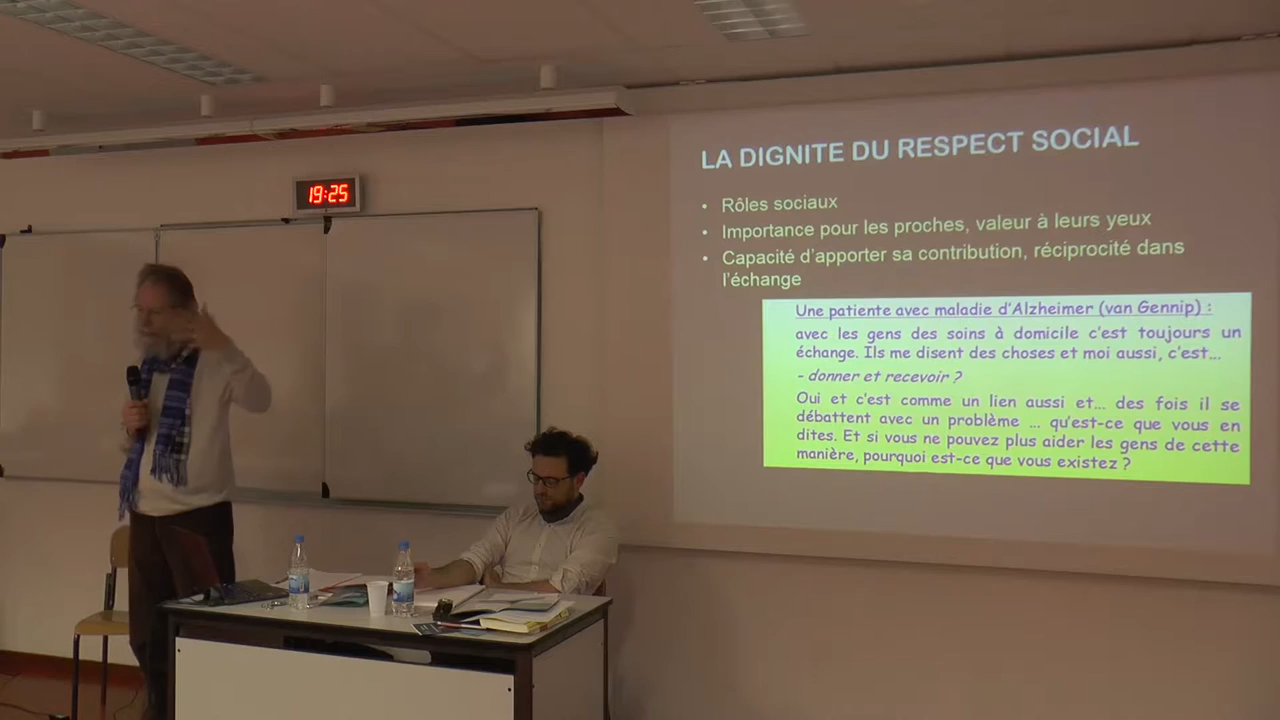 19:25
LA DIGNITE DU RESPECT SOCIAL
• Rôles sociaux
• Importance pour les proches, valeur à leurs yeux
• Capacité d'apporter sa contribution, réciprocité dans
l'échange
Une patiente avec maladie d'Alzheimer (van Gennip) :
avec les gens des soins à domicile c'est toujours un
échange. Ils me disent des choses et moi aussi, c'est...
- donner et recevoir ?
Oui et c'est comme un lien aussi et... des fois il se
débattent avec un problème ... qu'est-ce que vous en
dites. Et si vous ne pouvez plus aider les gens de cette
manière, pourquoi est-ce que vous existez ?